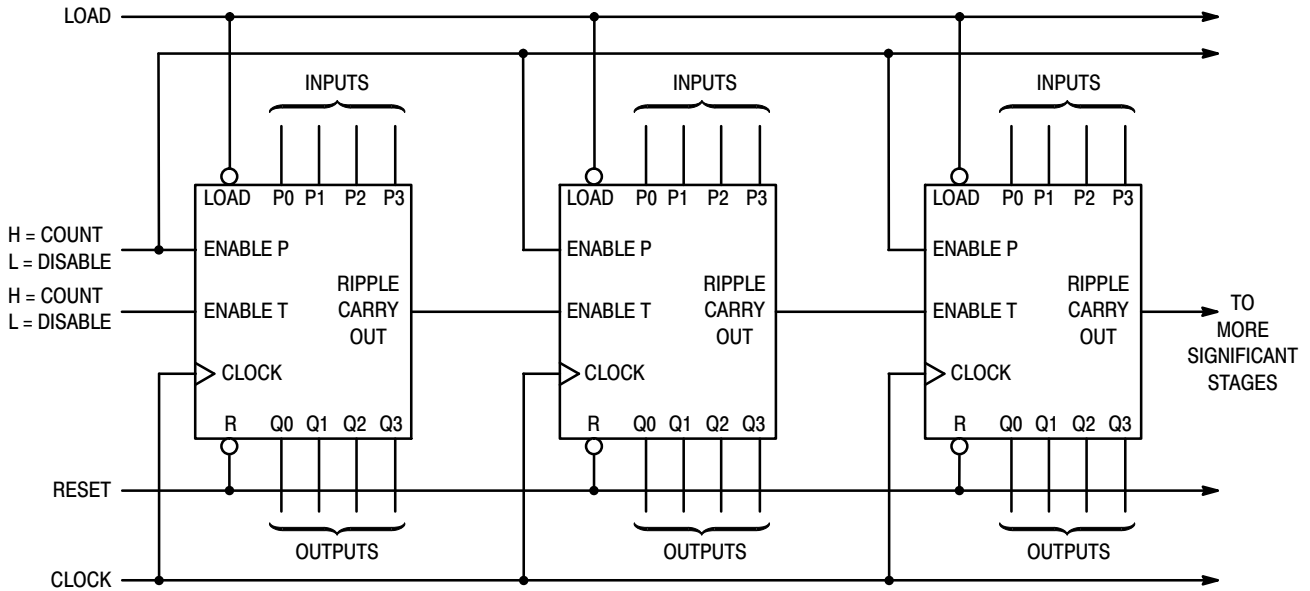 LOAD
INPUTS
INPUTS
INPUTS
LOAD P0 P1 P2 P3
LOAD P0 P1 P2 P3
LOAD P0 P1 P2 P3
H = COUNT
L = DISABLE
ENABLE P
ENABLE P
ENABLE P
H = COUNT
L = DISABLE
ENABLE T
RIPPLE
CARRY
OUT
ENABLE T
RIPPLE
CARRY
OUT
ENABLE T
RIPPLE
CARRY
OUT
TO
MORE
SIGNIFICANT
STAGES
CLOCK
CLOCK
CLOCK
R Q0 Q1 Q2 Q3
R Q0 Q1 Q2 Q3
R Q0 Q1 Q2 Q3
RESET
OUTPUTS
OUTPUTS
OUTPUTS
CLOCK